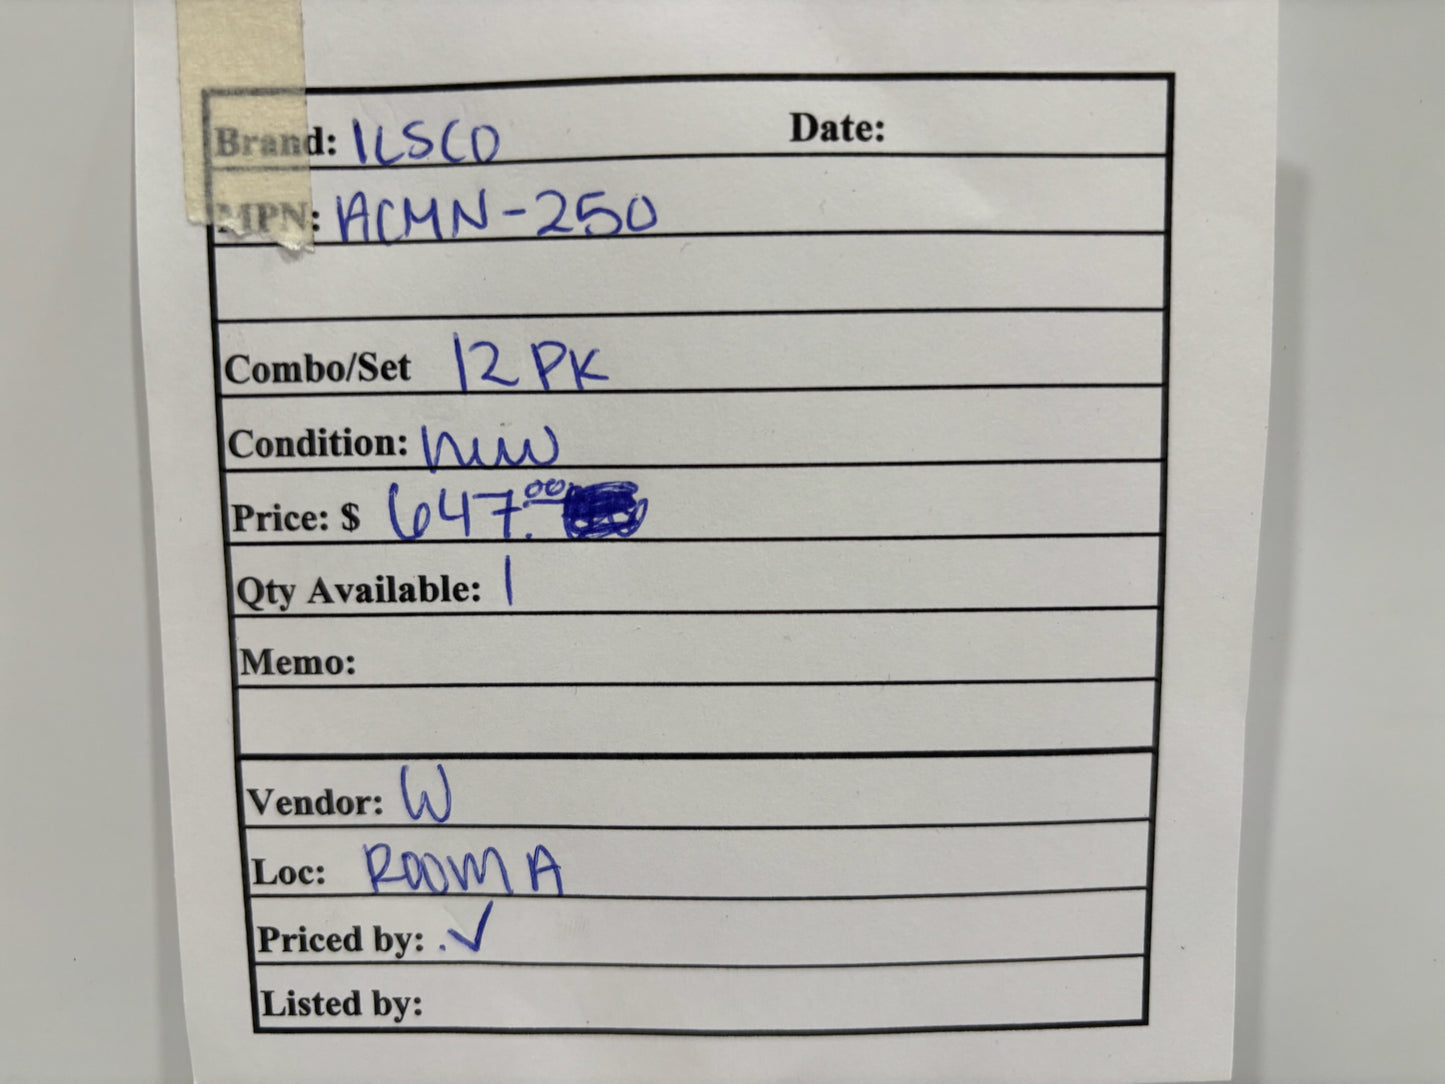 Brand: ILSCO Date:
MPN: ACMN-250
Combo/Set 12 PK
Condition: new
Price: $ 647.00
Qty Available: 1
Memo:
Vendor: W
Loc: ROOM A
Priced by: ✓
Listed by: